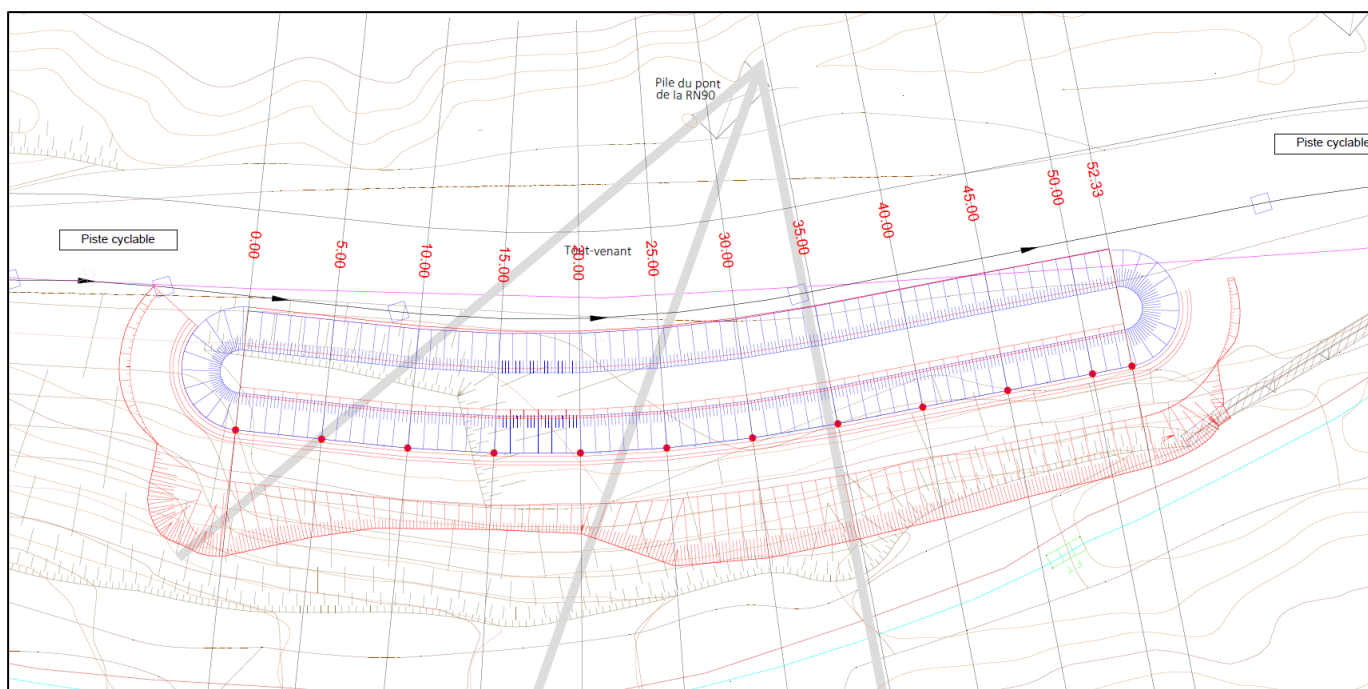 Pile du pont
de la RN90
Piste cyclable
Piste cyclable
Tout-venant
0.00
5.00
10.00
15.00
20.00
25.00
30.00
35.00
40.00
45.00
50.00
52.33